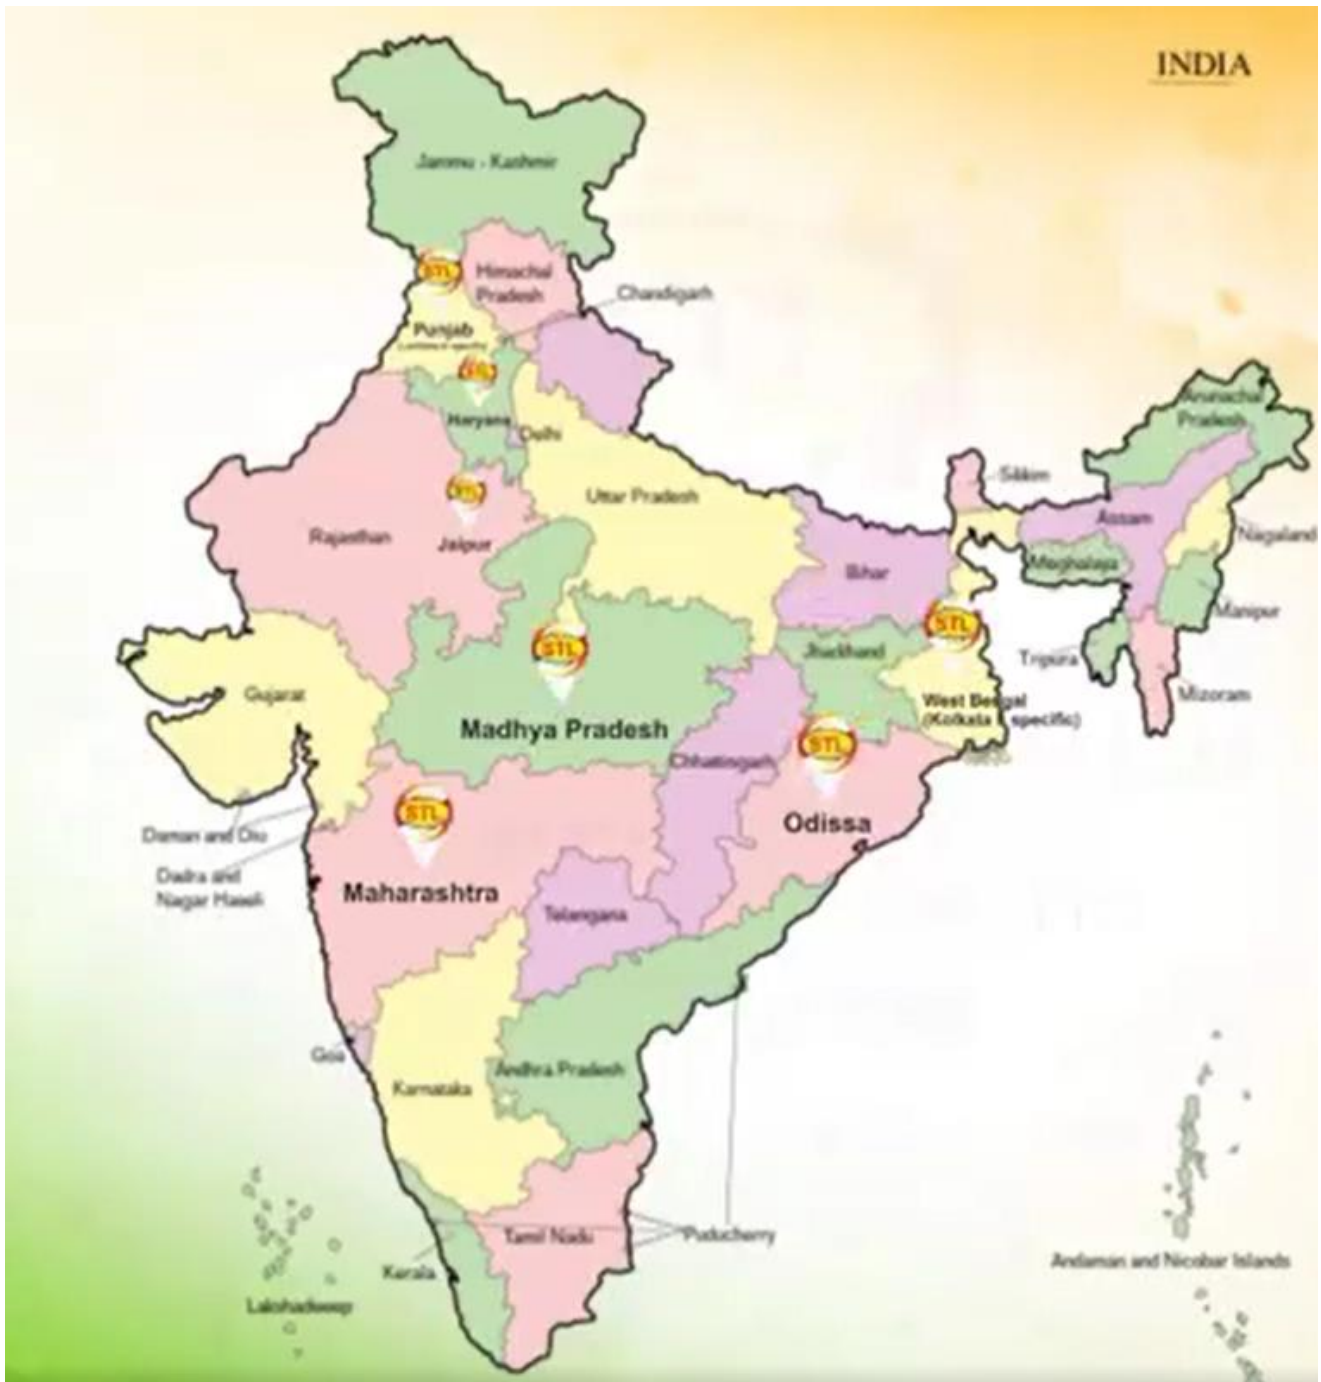 INDIA
Jammu - Kashmir
STL
Himachal
Pradesh
Chandigarh
Punjab
STL
Haryana
Delhi
Arunachal
Pradesh
STL
Uttar Pradesh
Sikkim
Assam
Nagaland
Rajasthan
Jaipur
Bihar
Meghalaya
Manipur
STL
STL
Jharkhand
Tripura
Gujarat
Mizoram
West Bengal
(Kolkata specific)
Madhya Pradesh
STL
Chhattisgarh
STL
Odissa
Daman and Diu
Dadra and
Nagar Haveli
Maharashtra
Telangana
Goa
Karnataka
Andhra Pradesh
Tamil Nadu
Puducherry
Kerala
Lakshadweep
Andaman and Nicobar Islands